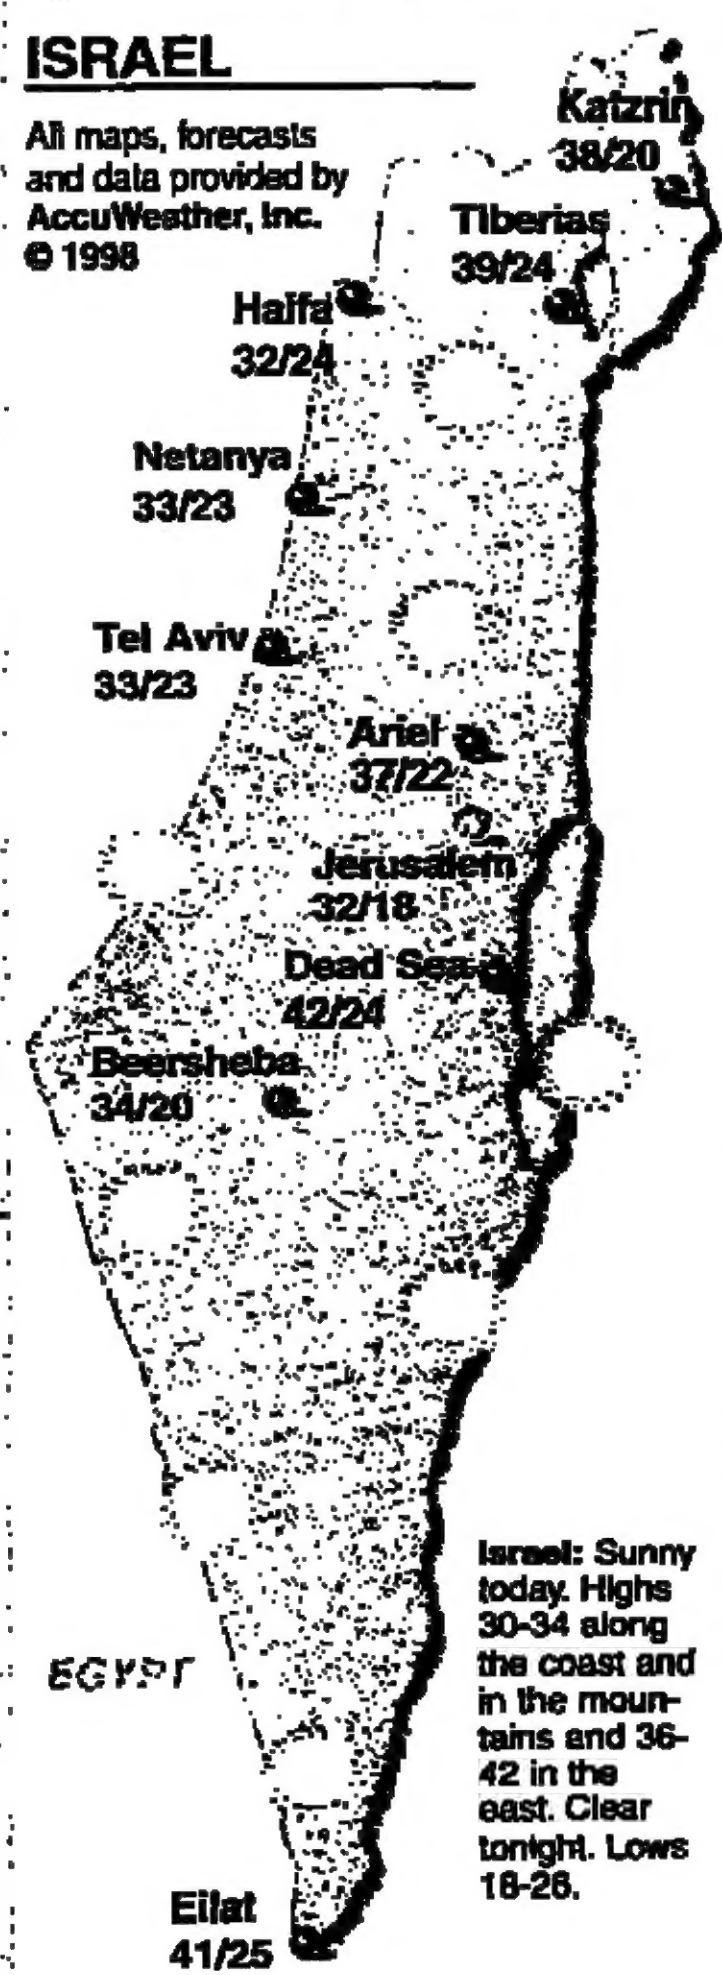 ISRAEL
All maps, forecasts
and data provided by
AccuWeather, Inc.
© 1998
Katzrin
38/20
Tiberias
39/24
Haifa
32/24
Netanya
33/23
Tel Aviv
33/23
Ariel
37/22
Jerusalem
32/18
Dead Sea
42/24
Beersheba
34/20
EGYPT
Israel: Sunny
today. Highs
30-34 along
the coast and
in the moun-
tains and 36-
42 in the
east. Clear
tonight. Lows
18-26.
Eilat
41/25